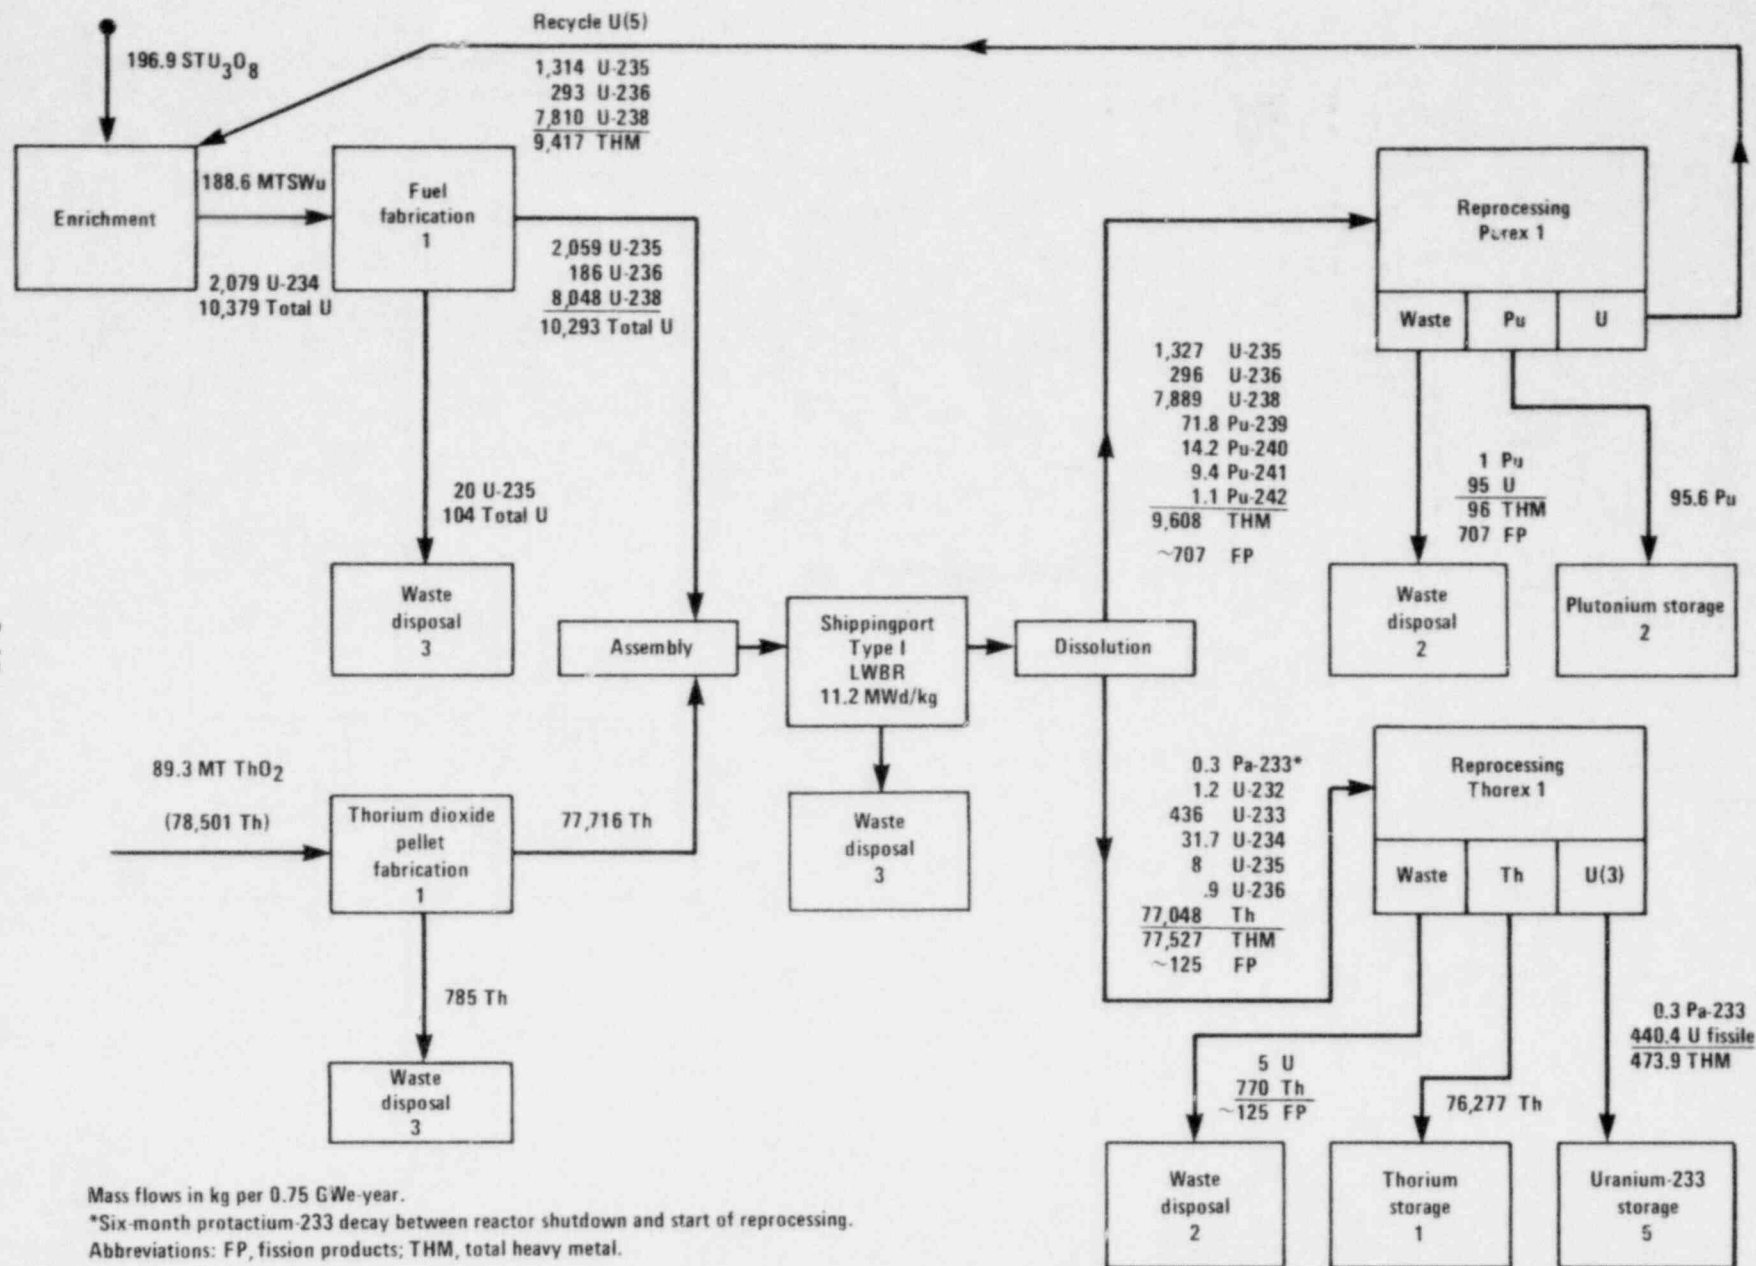 Recycle U(5)
196.9 STU3O8
1,314 U-235
293 U-236
7,810 U-238
9,417 THM
Enrichment
188.6 MTSWu
2,079 U-234
10,379 Total U
Fuel
fabrication
1
2,059 U-235
186 U-236
8,048 U-238
10,293 Total U
20 U-235
104 Total U
Waste
disposal
3
Assembly
Shippingport
Type I
LWBR
11.2 MWd/kg
Waste
disposal
3
Dissolution
89.3 MT ThO2
(78,501 Th)
Thorium dioxide
pellet
fabrication
1
77,716 Th
785 Th
Waste
disposal
3
1,327 U-235
296 U-236
7,889 U-238
71.8 Pu-239
14.2 Pu-240
9.4 Pu-241
1.1 Pu-242
9,608 THM
~707 FP
Reprocessing
Purex 1
Waste
Pu
U
1 Pu
95 U
96 THM
707 FP
95.6 Pu
Waste
disposal
2
Plutonium storage
2
0.3 Pa-233*
1.2 U-232
436 U-233
31.7 U-234
8 U-235
.9 U-236
77,048 Th
77,527 THM
~125 FP
Reprocessing
Thorex 1
Waste
Th
U(3)
5 U
770 Th
~125 FP
76,277 Th
0.3 Pa-233
440.4 U fissile
473.9 THM
Waste
disposal
2
Thorium
storage
1
Uranium-233
storage
5
Mass flows in kg per 0.75 GWe-year.
*Six-month protactium-233 decay between reactor shutdown and start of reprocessing.
Abbreviations: FP, fission products; THM, total heavy metal.